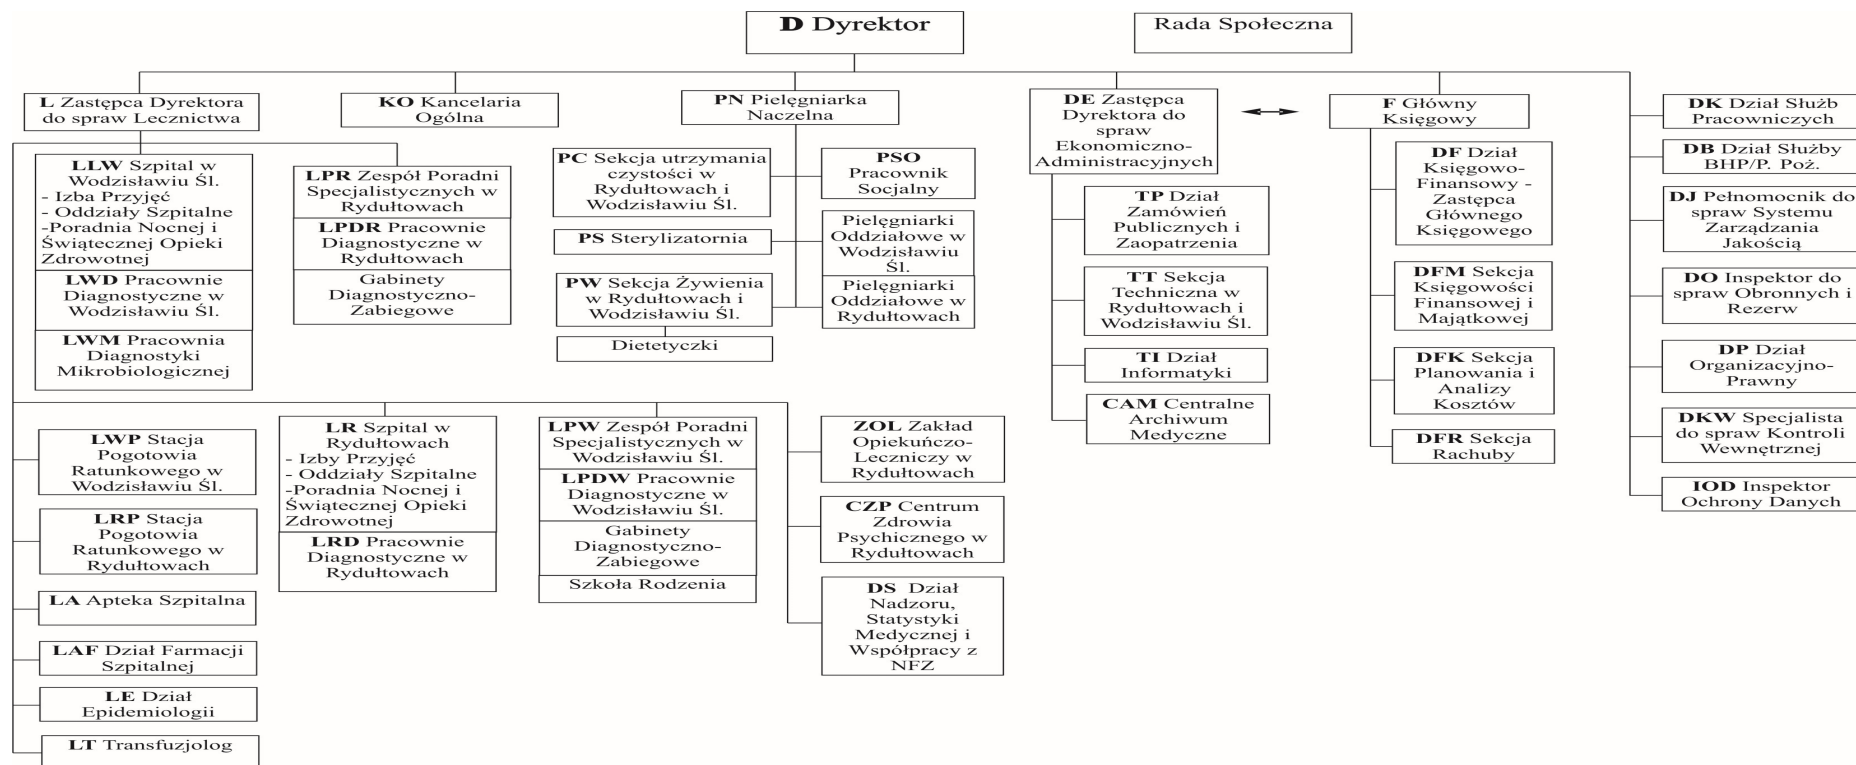 D Dyrektor
Rada Społeczna
L Zastępca Dyrektora
do spraw Lecznictwa
KO Kancelaria
Ogólna
PN Pielęgniarka
Naczelna
DE Zastępca
Dyrektora do
spraw
Ekonomiczno-
Administracyjnych
F Główny
Księgowy
LLW Szpital w
Wodzisławiu Śl.
- Izba Przyjęć
- Oddziały Szpitalne
-Poradnia Nocnej i
Świątecznej Opieki
Zdrowotnej
LWD Pracownie
Diagnostyczne w
Wodzisławiu Śl.
LWM Pracownia
Diagnostyki
Mikrobiologicznej
LPR Zespół Poradni
Specjalistycznych w
Rydułtowach
LPDR Pracownie
Diagnostyczne w
Rydułtowach
Gabinety
Diagnostyczno-
Zabiegowe
PC Sekcja utrzymania
czystości w
Rydułtowach i
Wodzisławiu Śl.
PS Sterylizatornia
PW Sekcja Żywienia
w Rydułtowach i
Wodzisławiu Śl.
Dietetyczki
PSO
Pracownik
Socjalny
Pielęgniarki
Oddziałowe w
Wodzisławiu
Śl.
Pielęgniarki
Oddziałowe w
Rydułtowach
TP Dział
Zamówień
Publicznych i
Zaopatrzenia
TT Sekcja
Techniczna w
Rydułtowach i
Wodzisławiu Śl.
TI Dział
Informatyki
CAM Centralne
Archiwum
Medyczne
DF Dział
Księgowo-
Finansowy -
Zastępca
Głównego
Księgowego
DFM Sekcja
Księgowości
Finansowej i
Majątkowej
DFK Sekcja
Planowania i
Analizy
Kosztów
DFR Sekcja
Rachuby
DK Dział Służb
Pracowniczych
DB Dział Służby
BHP/P. Poż.
DJ Pełnomocnik do
spraw Systemu
Zarządzania
Jakością
DO Inspektor do
spraw Obronnych i
Rezerw
DP Dział
Organizacyjno-
Prawny
DKW Specjalista
do spraw Kontroli
Wewnętrznej
IOD Inspektor
Ochrony Danych
LWP Stacja
Pogotowia
Ratunkowego w
Wodzisławiu Śl.
LRP Stacja
Pogotowia
Ratunkowego w
Rydułtowach
LA Apteka Szpitalna
LAF Dział Farmacji
Szpitalnej
LE Dział
Epidemiologii
LT Transfuzjolog
LR Szpital w
Rydułtowach
- Izby Przyjęć
- Oddziały Szpitalne
-Poradnia Nocnej i
Świątecznej Opieki
Zdrowotnej
LRD Pracownie
Diagnostyczne w
Rydułtowach
LPW Zespół Poradni
Specjalistycznych w
Wodzisławiu Śl.
LPDW Pracownie
Diagnostyczne w
Wodzisławiu Śl.
Gabinety
Diagnostyczno-
Zabiegowe
Szkoła Rodzenia
ZOL Zakład
Opiekuńczo-
Leczniczy w
Rydułtowach
CZP Centrum
Zdrowia
Psychicznego w
Rydułtowach
DS Dział
Nadzoru,
Statystyki
Medycznej i
Współpracy z
NFZ